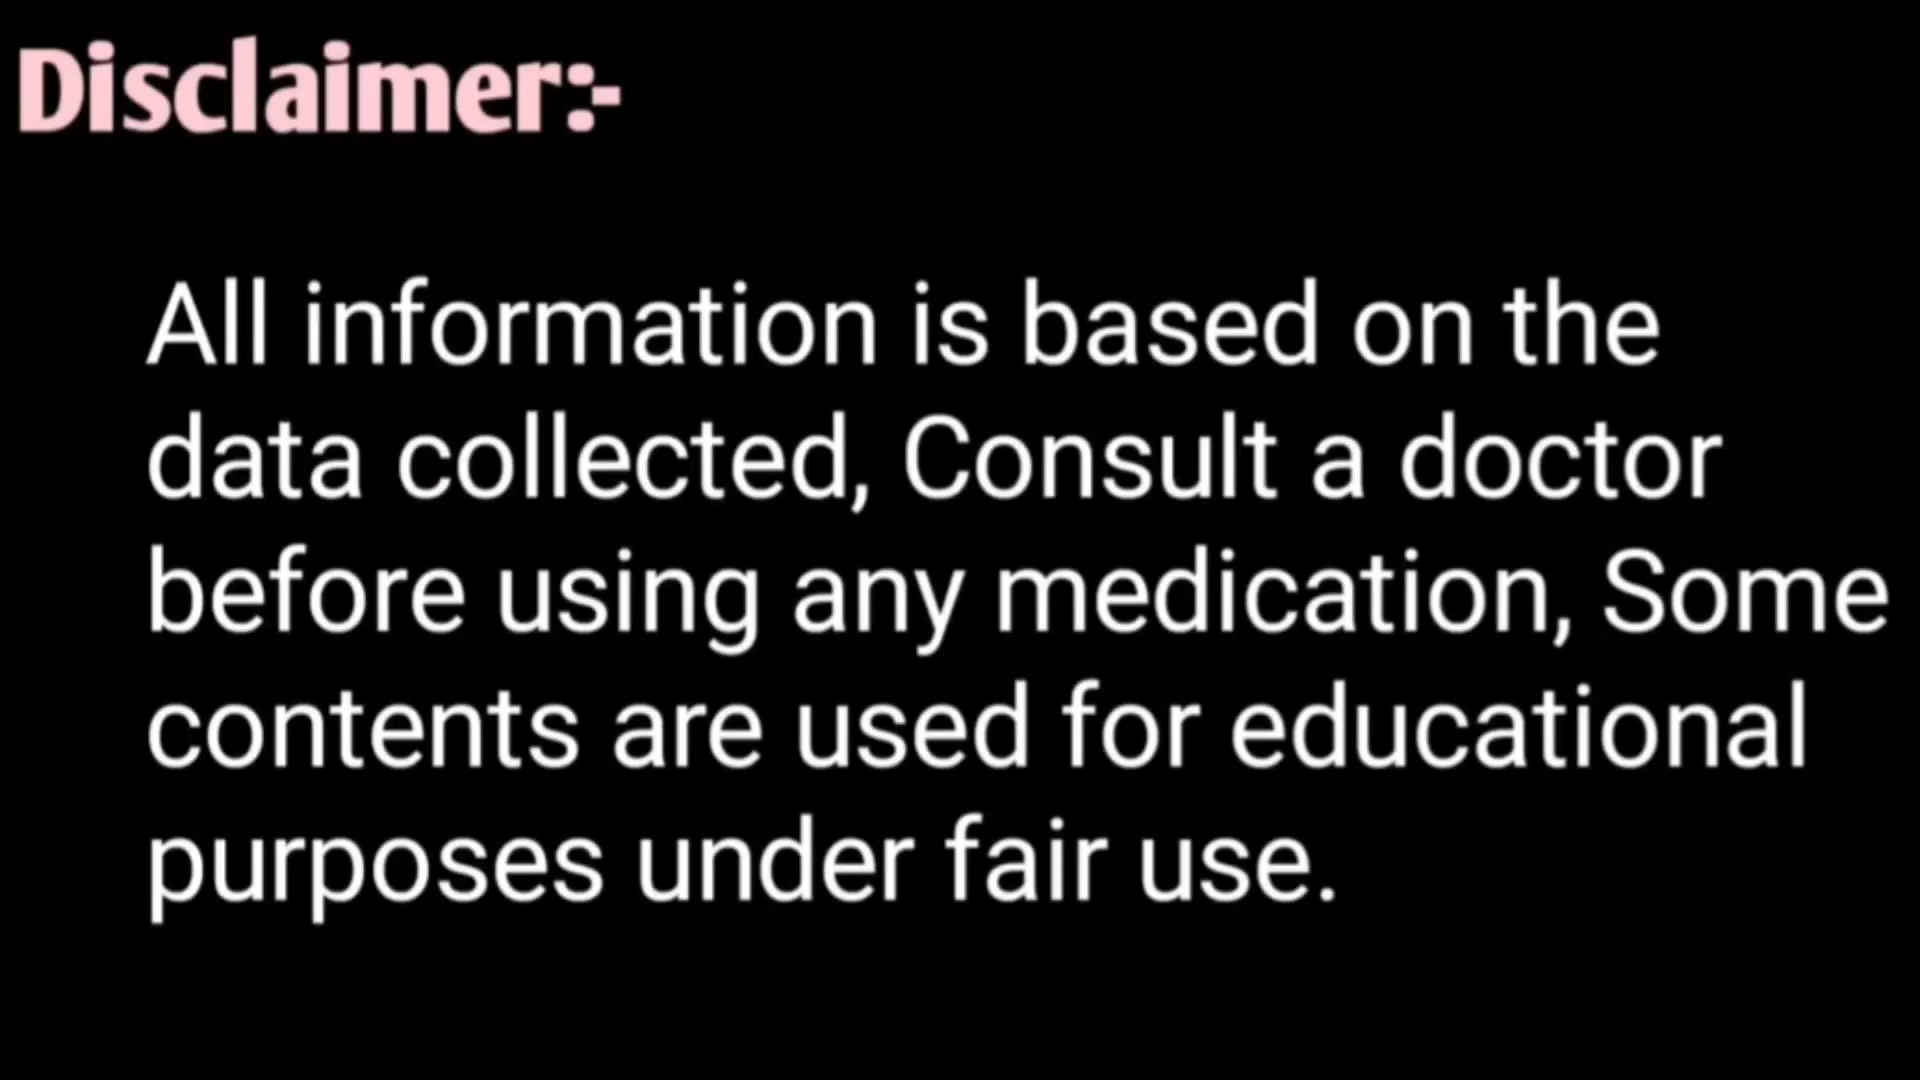 Disclaimer:-
All information is based on the
data collected, Consult a doctor
before using any medication, Some
contents are used for educational
purposes under fair use.